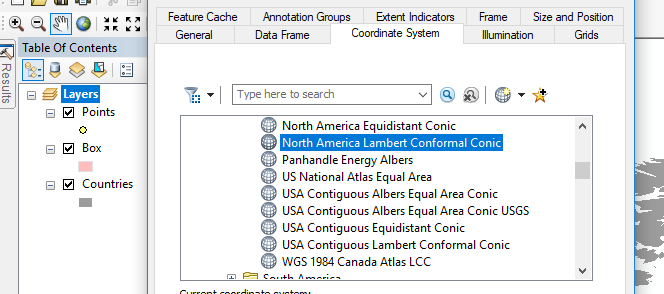 Feature Cache Annotation Groups Extent Indicators Frame Size and Position
General Data Frame Coordinate System Illumination Grids
Table Of Contents
Results
Type here to search
Layers
Points
Box
Countries
North America Equidistant Conic
North America Lambert Conformal Conic
Panhandle Energy Albers
US National Atlas Equal Area
USA Contiguous Albers Equal Area Conic
USA Contiguous Albers Equal Area Conic USGS
USA Contiguous Equidistant Conic
USA Contiguous Lambert Conformal Conic
WGS 1984 Canada Atlas LCC
South America
Current coordinate system: